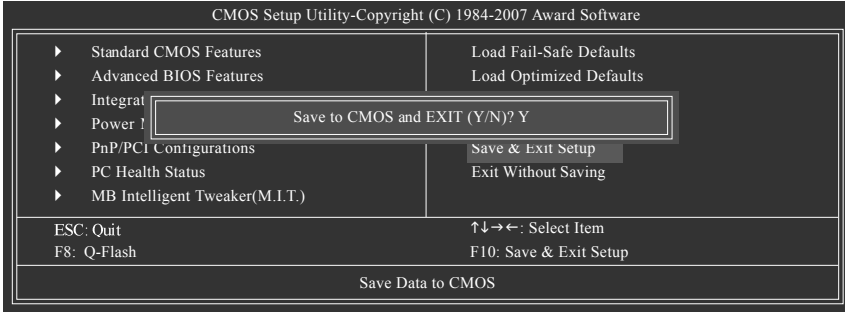 CMOS Setup Utility-Copyright (C) 1984-2007 Award Software
Standard CMOS Features
Advanced BIOS Features
Integrat
Power
PnP/PCI Configurations
PC Health Status
MB Intelligent Tweaker(M.I.T.)
Load Fail-Safe Defaults
Load Optimized Defaults
Save & Exit Setup
Exit Without Saving
Save to CMOS and EXIT (Y/N)? Y
ESC: Quit
↑↓→←: Select Item
F8: Q-Flash
F10: Save & Exit Setup
Save Data to CMOS